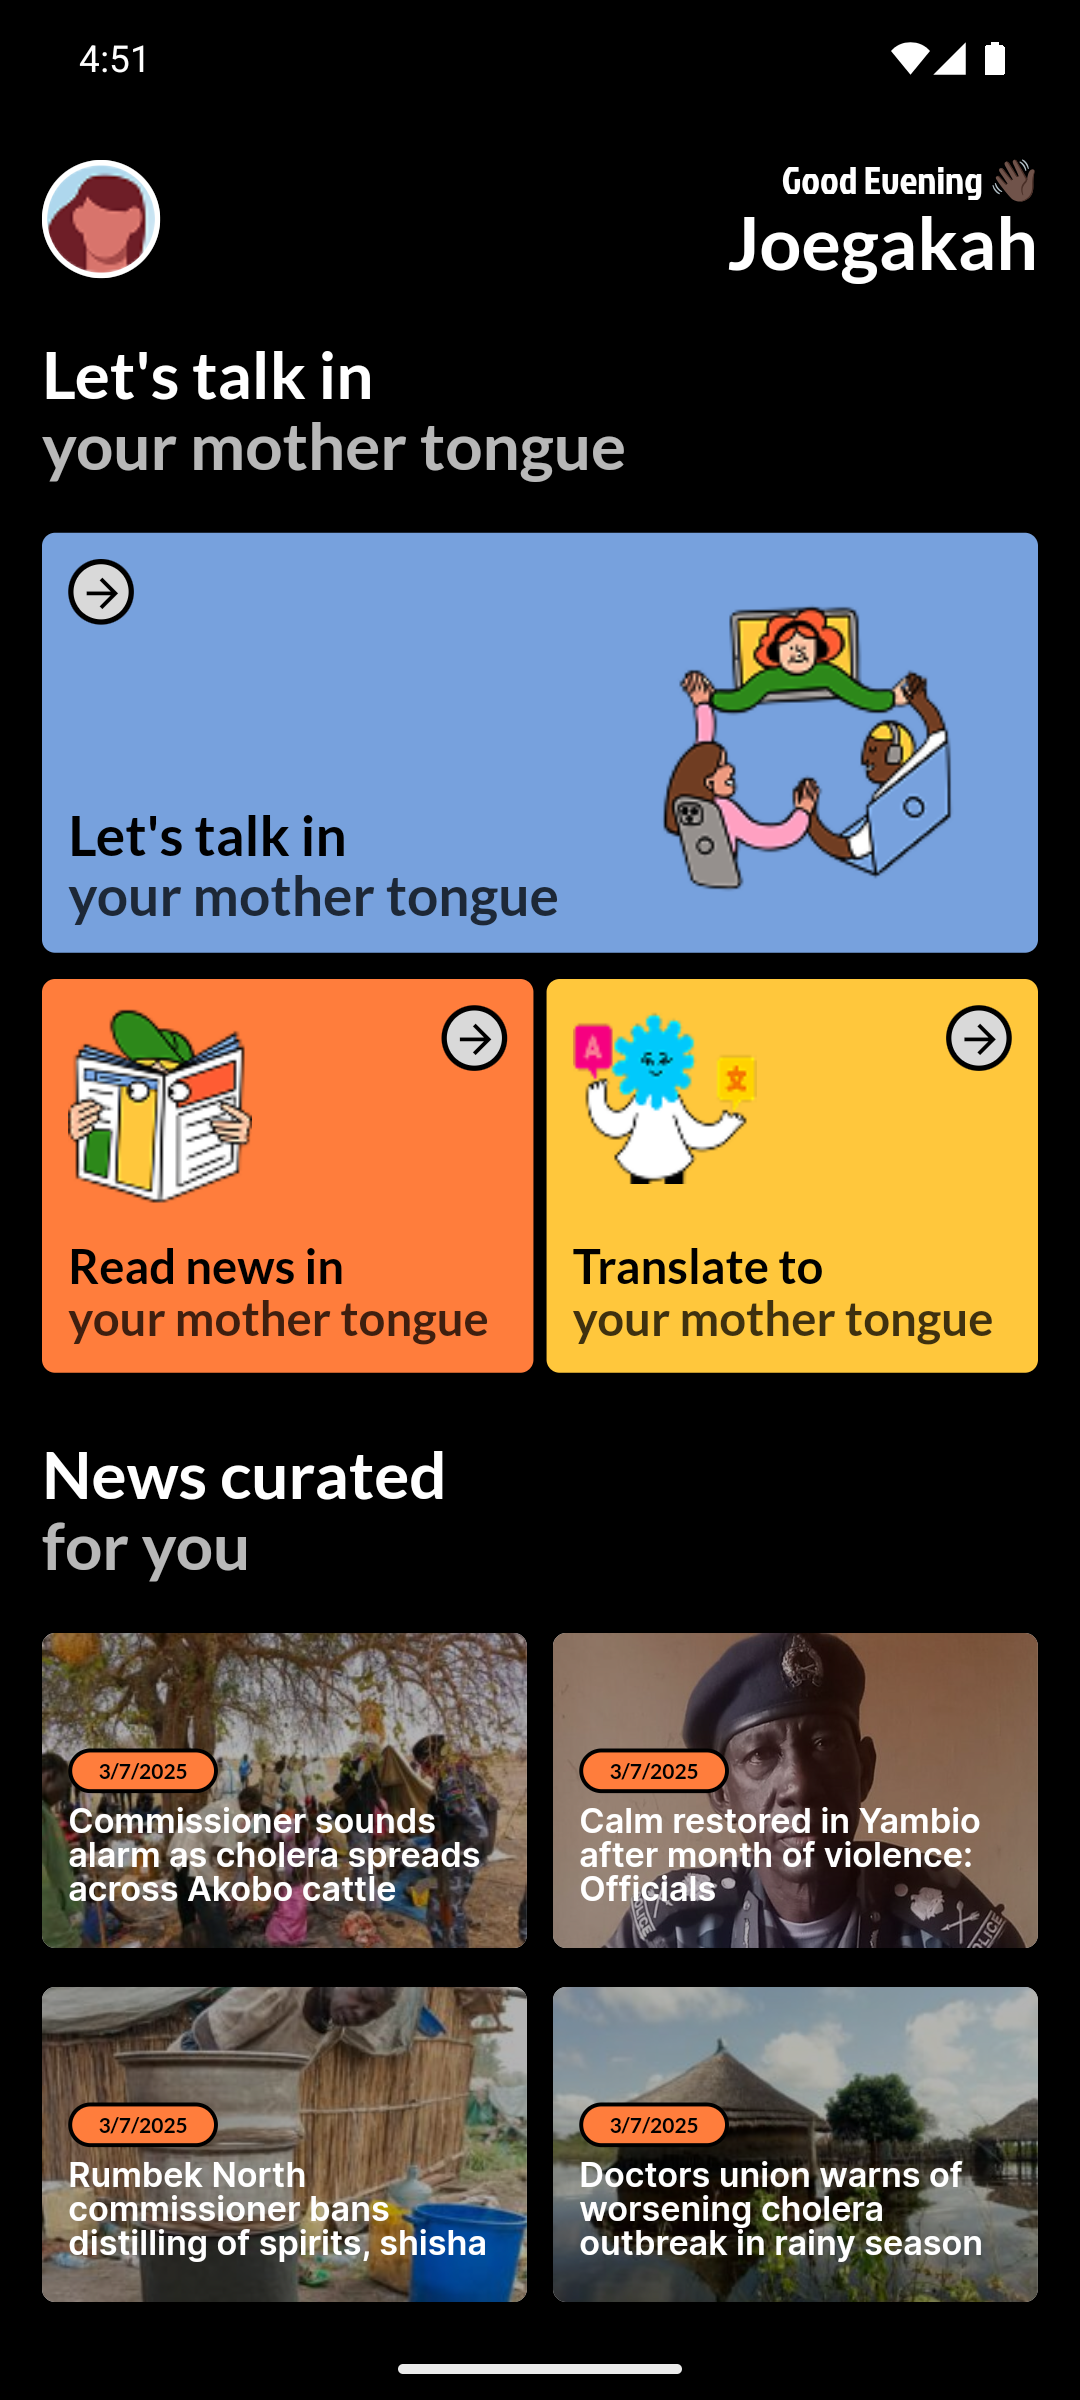 4:51
Good Evening 👋🏿
Joegakah
Let's talk in
your mother tongue
Let's talk in
your mother tongue
Read news in
your mother tongue
A
文
Translate to
your mother tongue
News curated
for you
3/7/2025
Commissioner sounds
alarm as cholera spreads
across Akobo cattle
3/7/2025
Calm restored in Yambio
after month of violence:
Officials
POLICE
3/7/2025
Rumbek North
commissioner bans
distilling of spirits, shisha
3/7/2025
Doctors union warns of
worsening cholera
outbreak in rainy season